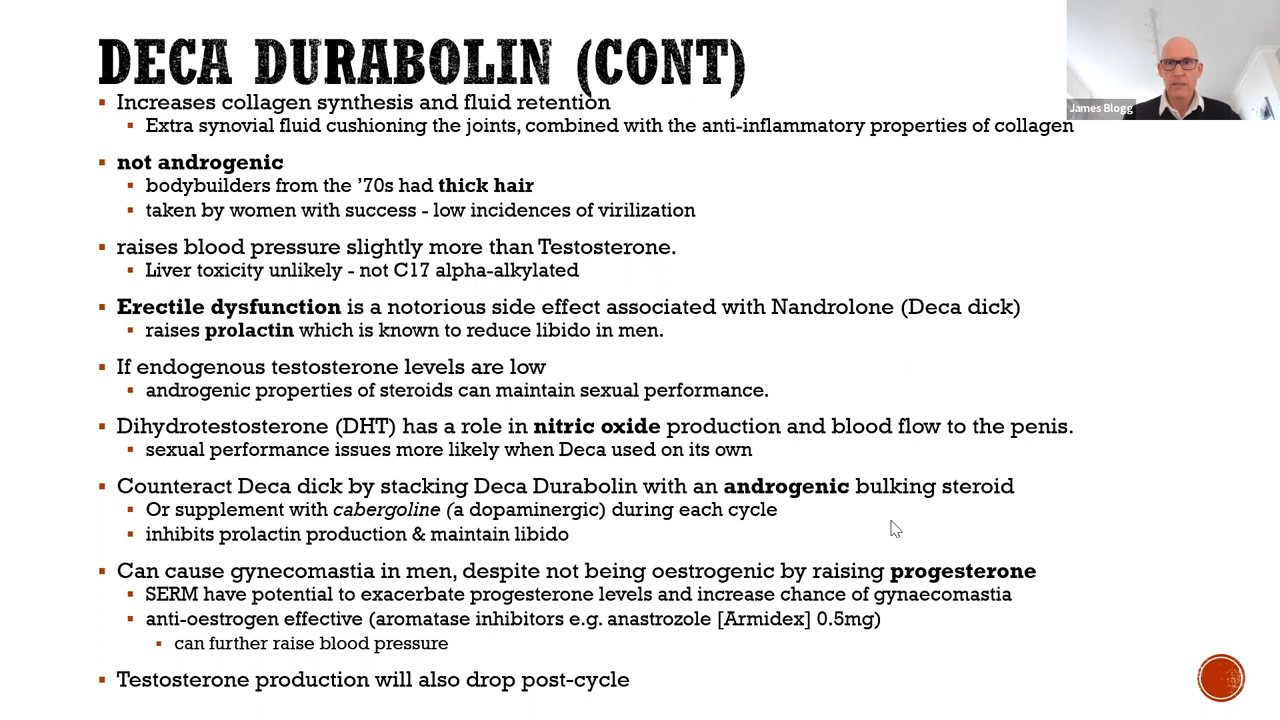 DECA DURABOLIN (CONT)
James Blogg
Increases collagen synthesis and fluid retention
Extra synovial fluid cushioning the joints, combined with the anti-inflammatory properties of collagen
not androgenic
bodybuilders from the ’70s had thick hair
taken by women with success - low incidences of virilization
raises blood pressure slightly more than Testosterone.
Liver toxicity unlikely - not C17 alpha-alkylated
Erectile dysfunction is a notorious side effect associated with Nandrolone (Deca dick)
raises prolactin which is known to reduce libido in men.
If endogenous testosterone levels are low
androgenic properties of steroids can maintain sexual performance.
Dihydrotestosterone (DHT) has a role in nitric oxide production and blood flow to the penis.
sexual performance issues more likely when Deca used on its own
Counteract Deca dick by stacking Deca Durabolin with an androgenic bulking steroid
Or supplement with cabergoline (a dopaminergic) during each cycle
inhibits prolactin production & maintain libido
Can cause gynecomastia in men, despite not being oestrogenic by raising progesterone
SERM have potential to exacerbate progesterone levels and increase chance of gynaecomastia
anti-oestrogen effective (aromatase inhibitors e.g. anastrozole [Armidex] 0.5mg)
can further raise blood pressure
Testosterone production will also drop post-cycle